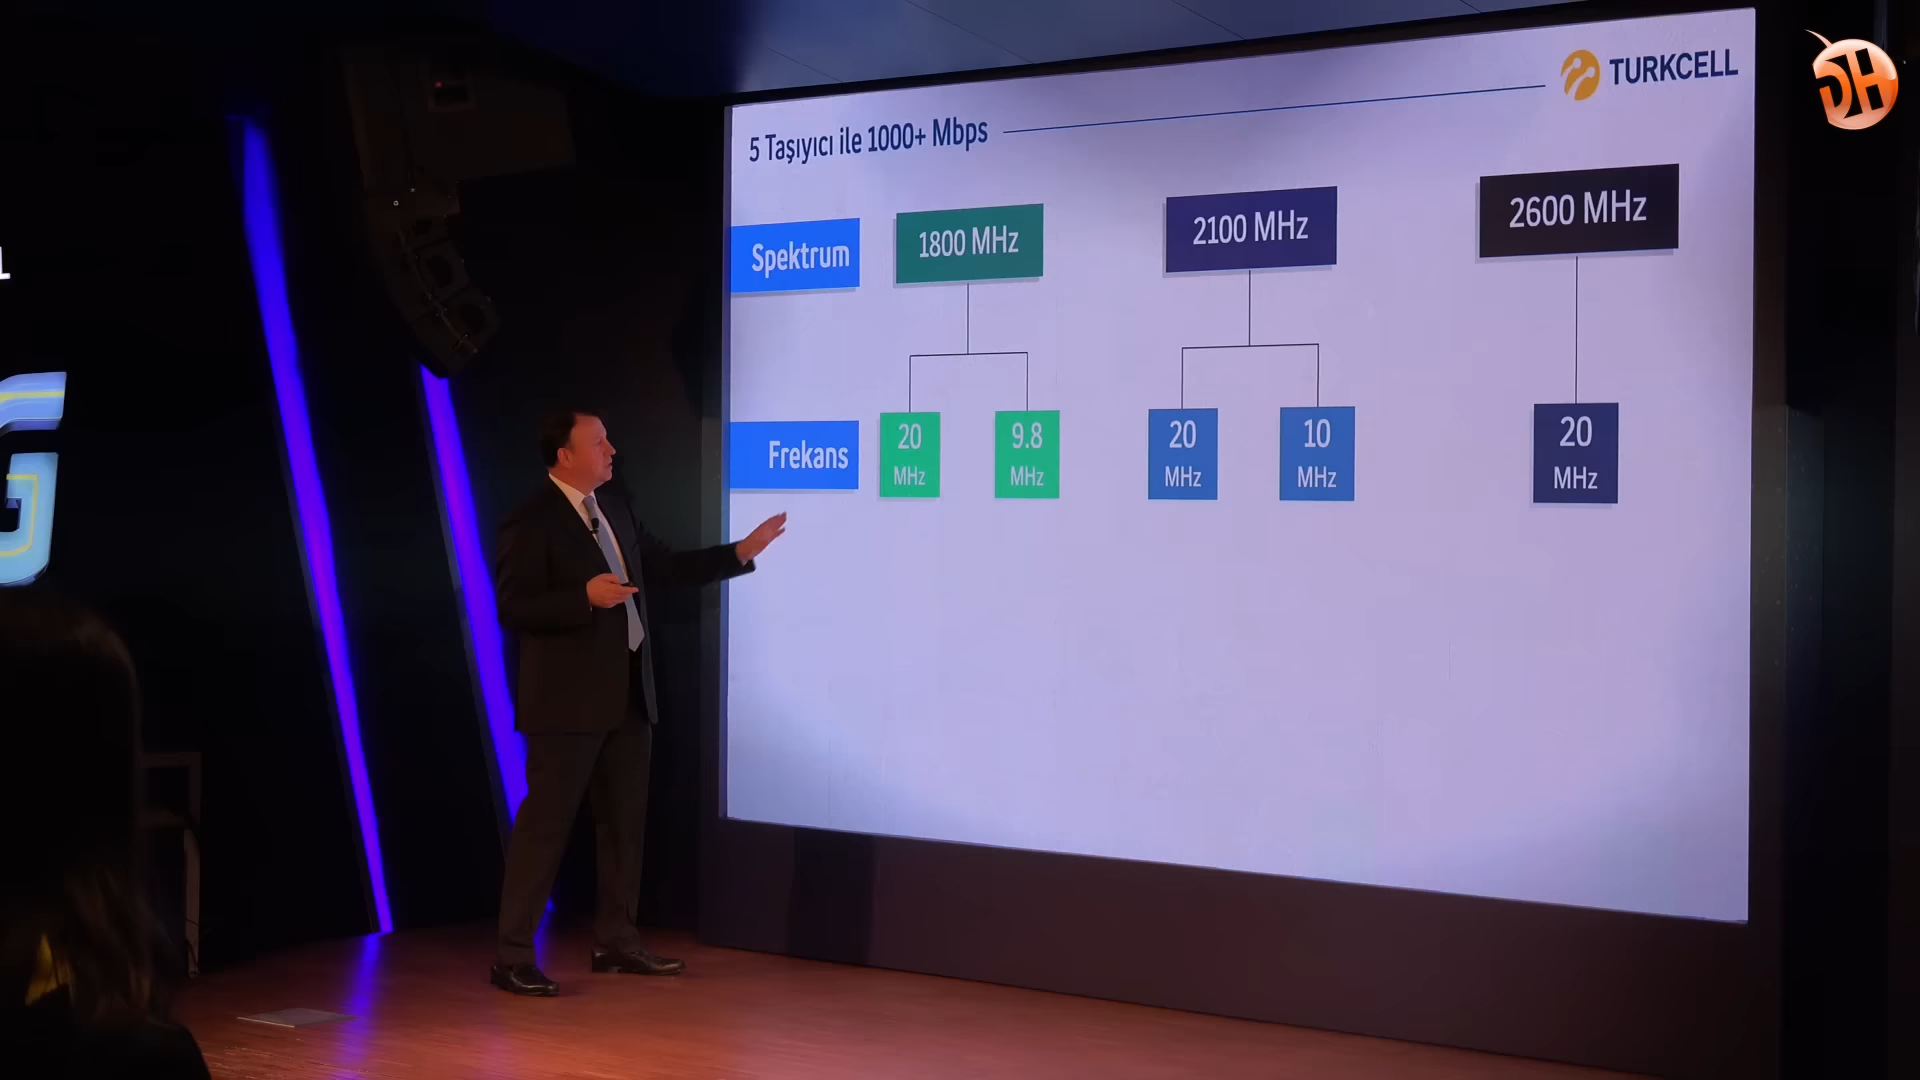 TURKCELL
5 Taşıyıcı ile 1000+ Mbps
Spektrum
1800 MHz
2100 MHz
2600 MHz
Frekans
20 MHz
9.8 MHz
20 MHz
10 MHz
20 MHz
G
DH